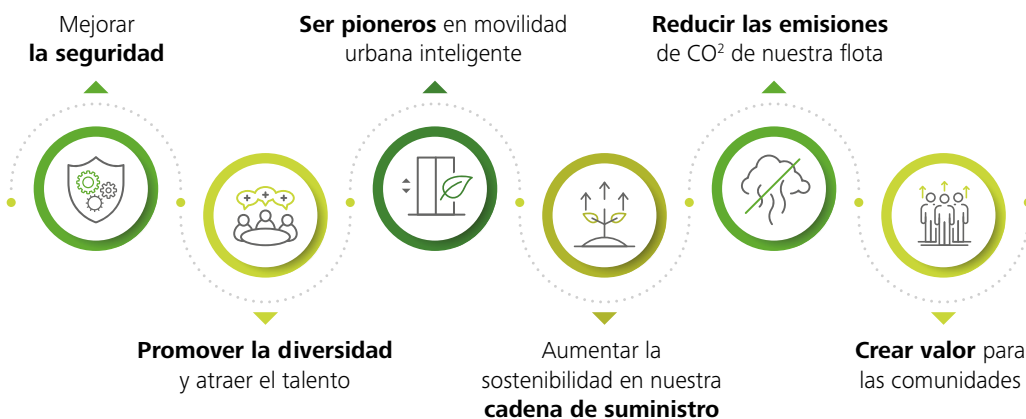 Mejorar
la seguridad
Promover la diversidad
y atraer el talento
Ser pioneros en movilidad
urbana inteligente
Aumentar la
sostenibilidad en nuestra
cadena de suministro
Reducir las emisiones
de CO² de nuestra flota
Crear valor para
las comunidades